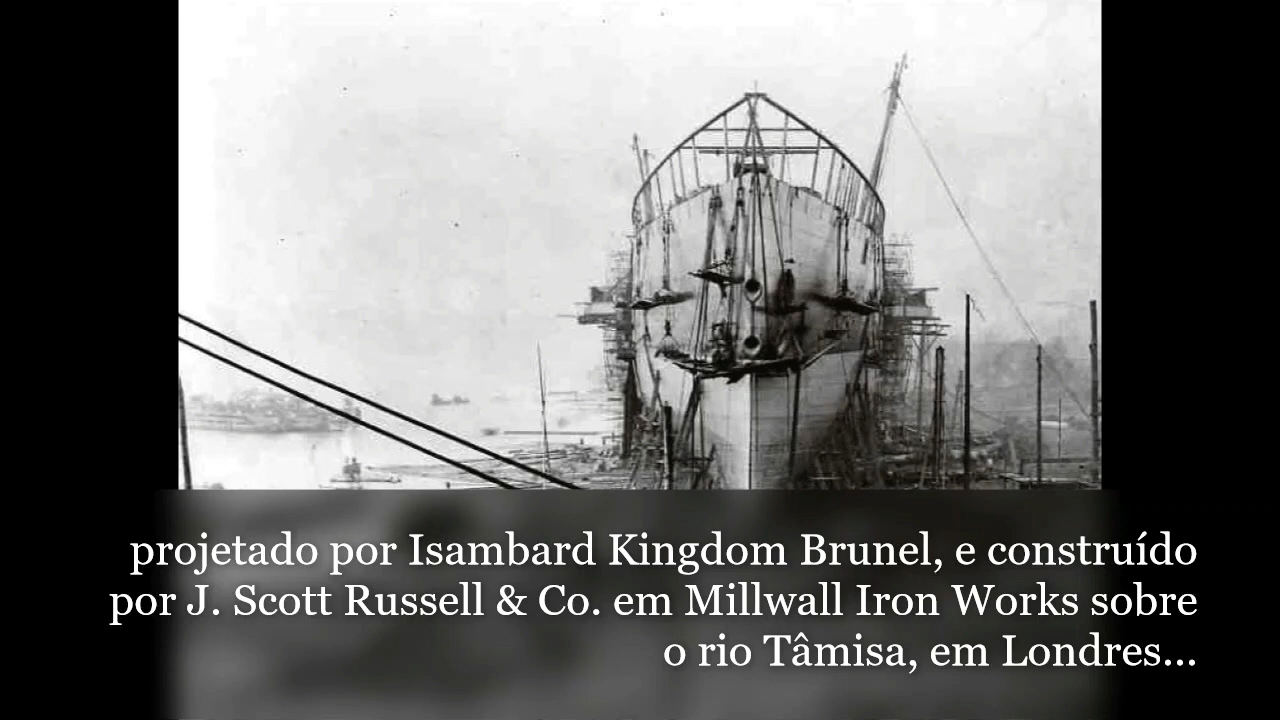 projetado por Isambard Kingdom Brunel, e construído
por J. Scott Russell & Co. em Millwall Iron Works sobre
o rio Tâmisa, em Londres...